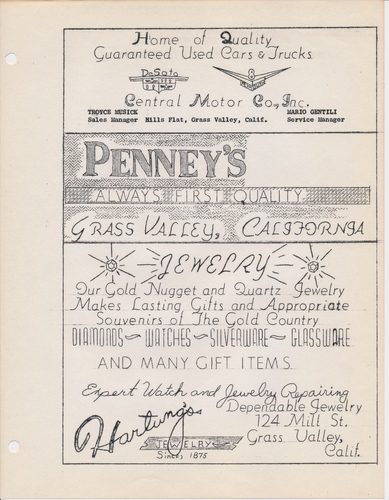 Home of Quality
Guaranteed Used Cars & Trucks
DeSoto
Central Motor Co., Inc.
TROYCE MUSICK MARIO GENTILI
Sales Manager Hills Flat, Grass Valley, Calif. Service Manager
PENNEY'S
ALWAYS FIRST QUALITY
GRASS VALLEY, CALIFORNIA
JEWELRY
Our Gold Nugget and Quartz Jewelry
Makes Lasting Gifts and Appropriate
Souvenirs of The Gold Country
DIAMONDS ~ WATCHES ~ SILVERWARE ~ GLASSWARE
AND MANY GIFT ITEMS
Expert Watch and Jewelry Repairing
Dependable Jewelry
Hartung's
124 Mill St.
JEWELRY
Grass Valley,
Since 1875
Calif.